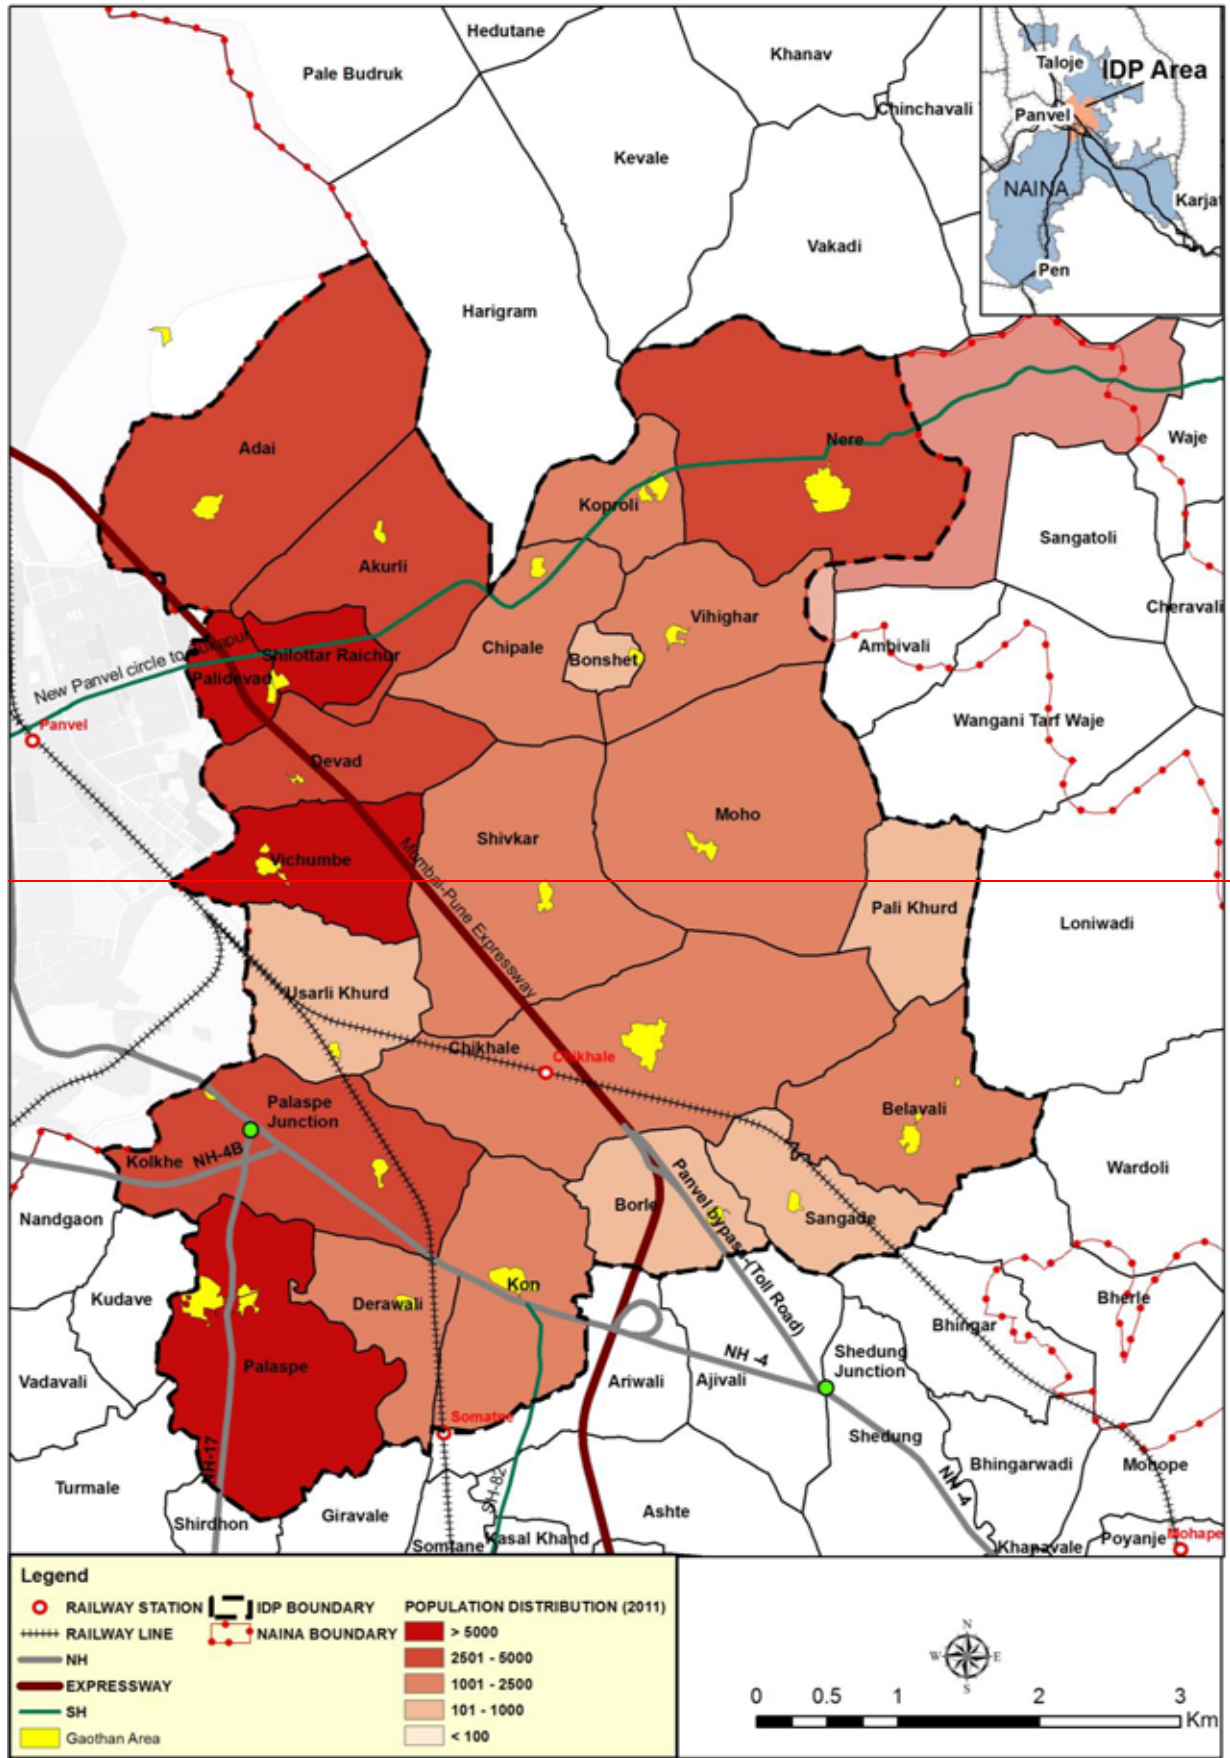 Hedutane
Pale Budruk
Khanav
Chinchavali
Kevale
Vakadi
Harigram
Taloje
IDP Area
Panvel
NAINA
Karjat
Pen
Adai
Nere
Waje
Koproli
Sangatoli
Akurli
Cheravali
Vihighar
Chipale
Bonshet
Ambivali
Shilottar Raichur
New Panvel circle to Sukapur
Palidevad
Wangani Tarf Waje
Panvel
Devad
Moho
Shivkar
Vichumbe
Mumbai-Pune Expressway
Pali Khurd
Loniwadi
Usarli Khurd
Chikhale
Chikhale
Palaspe
Junction
Belavali
Kolkhe
NH-4B
Wardoli
Nandgaon
Borle
Panvel bypass (Toll Road)
Sangade
Kudave
Derawali
Kon
Bherle
Bhingar
Palaspe
NH -4
Shedung
Junction
Vadavali
Ariwali
Ajivali
Somatne
Shedung
NH-17
Bhingarwadi
Mohope
Turmale
SH-82
NH -4
Shirdhon
Giravale
Ashte
Somtane
Kasal Khand
Khanavale
Poyanje
Mohape
Legend
RAILWAY STATION
IDP BOUNDARY
POPULATION DISTRIBUTION (2011)
RAILWAY LINE
NAINA BOUNDARY
> 5000
NH
2501 - 5000
EXPRESSWAY
1001 - 2500
SH
101 - 1000
Gaothan Area
< 100
N
W
E
S
0 0.5 1 2 3
Km